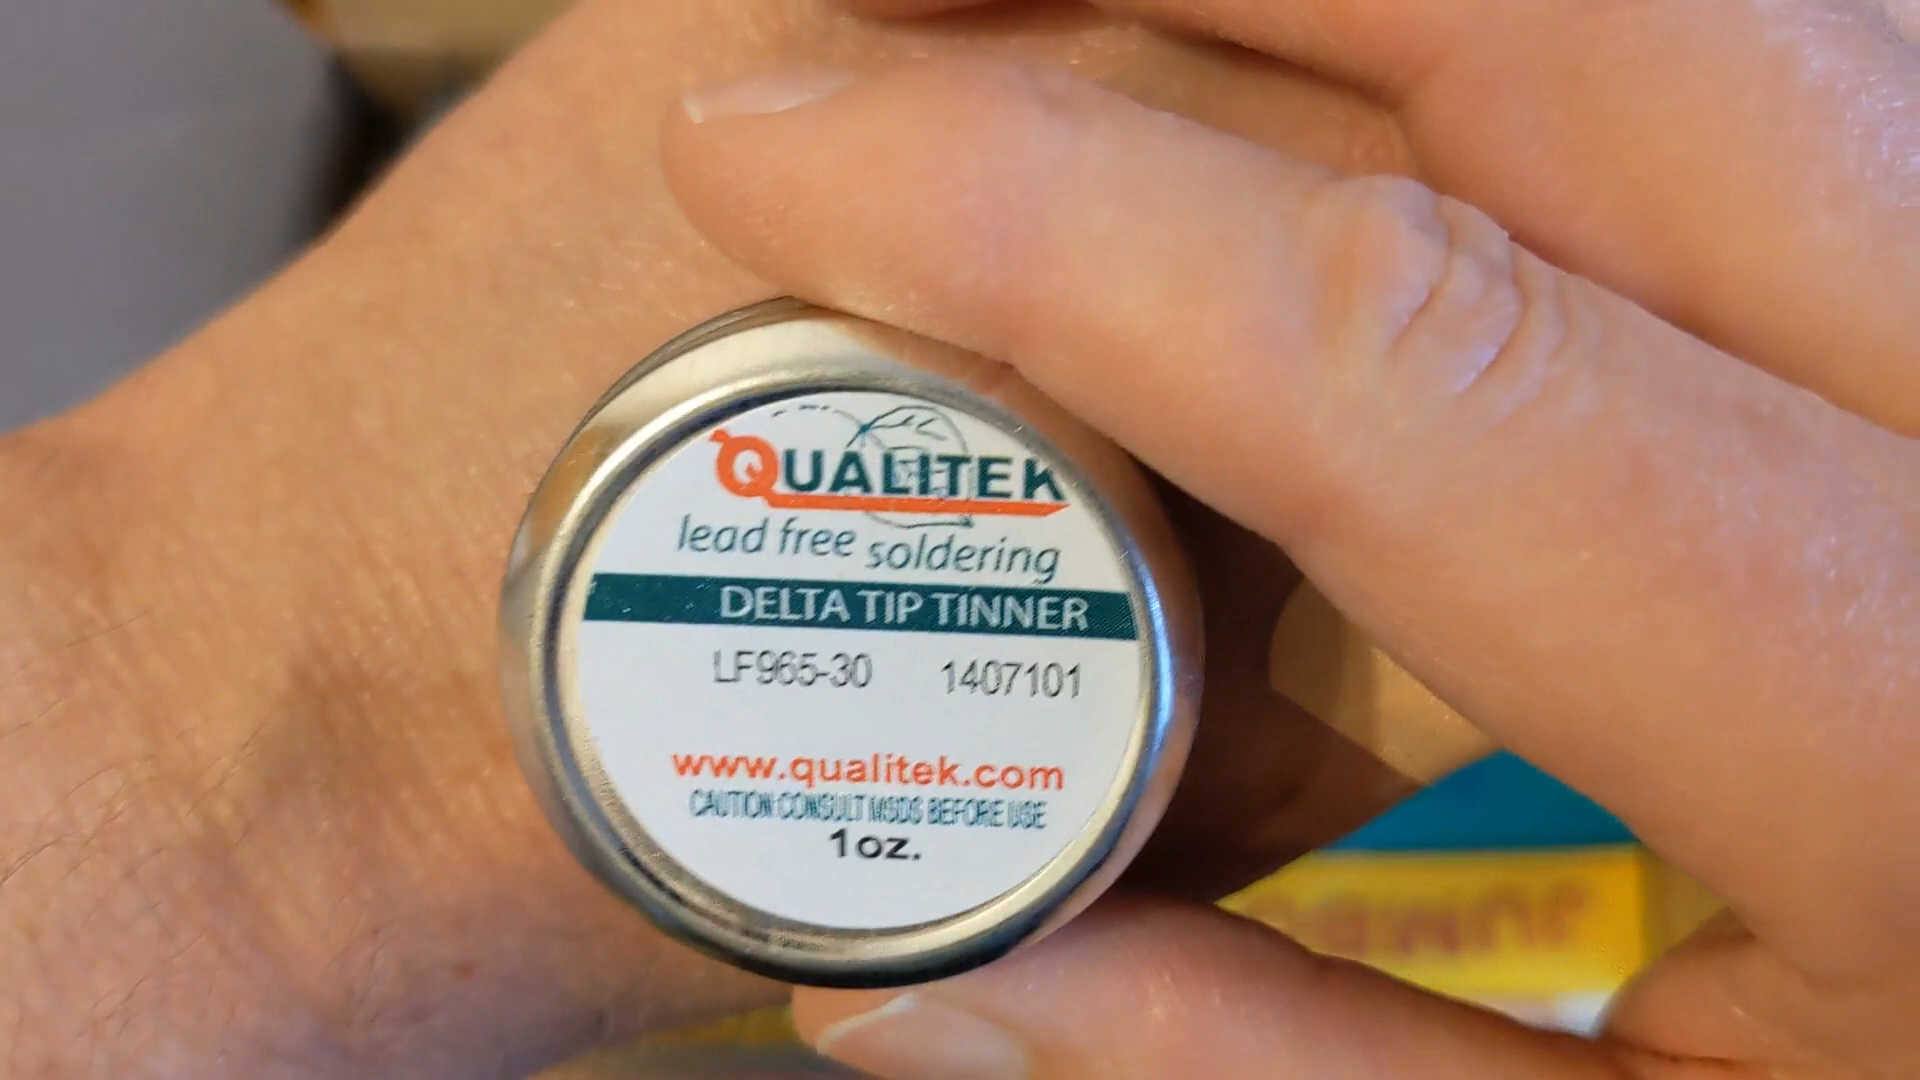 QUALITEK
lead free soldering
DELTA TIP TINNER
LF965-30 1407101
www.qualitek.com
CAUTION CONSULT MSDS BEFORE USE
1oz.
JUMBO